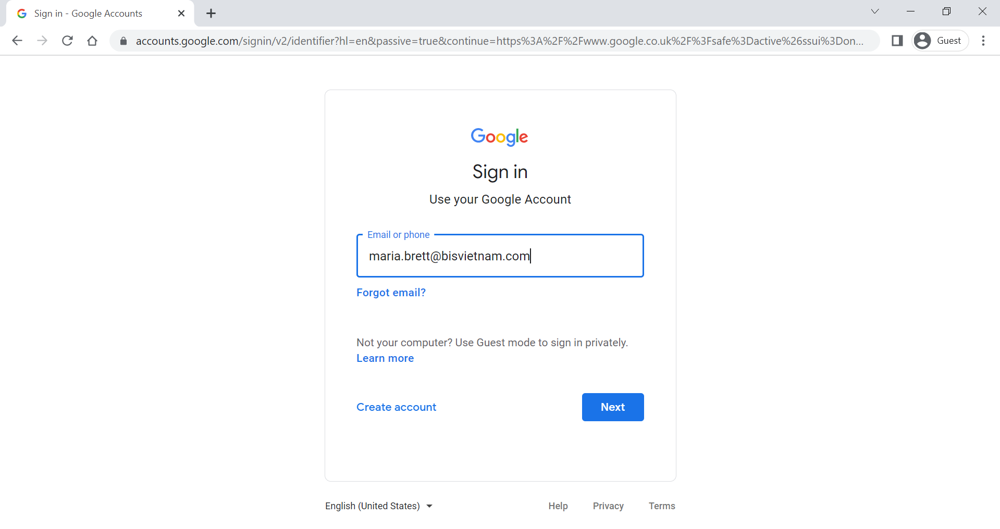 Sign in - Google Accounts
accounts.google.com/signin/v2/identifier?hl=en&passive=true&continue=https%3A%2F%2Fwww.google.co.uk%2F%3Fsafe%3Dactive%26ssui%3Don...
Guest
Google
Sign in
Use your Google Account
Email or phone
maria.brett@bisvietnam.com
Forgot email?
Not your computer? Use Guest mode to sign in privately.
Learn more
Create account
Next
English (United States)
Help
Privacy
Terms